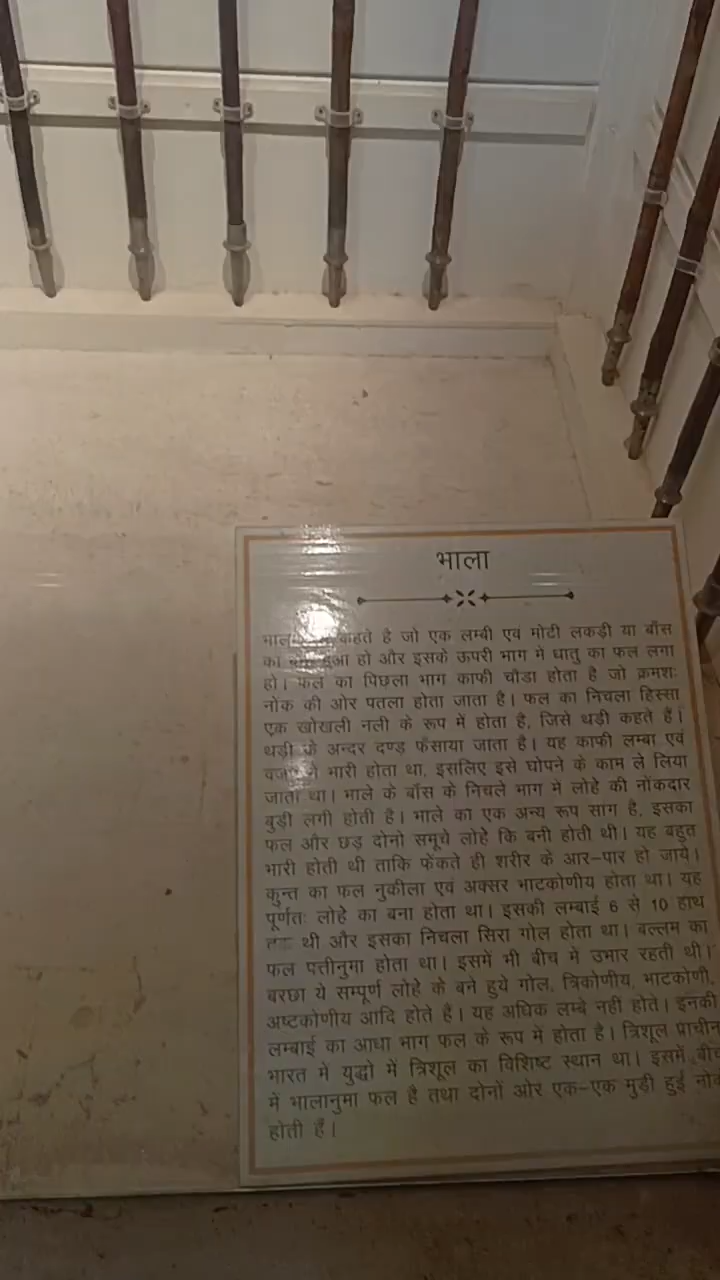 भाला
कहते है जो एक लम्बी एवं मोटी लकड़ी या बाँस
का हुआ हो और इसके ऊपरी भाग में धातु का फल लगा
हो। फल का पिछला भाग काफी चौडा होता है जो क्रमशः
नोक की ओर पतला होता जाता है। फल का निचला हिस्सा
एक खोखली नली के रूप में होता है, जिसे थड़ी कहते हैं।
थड़ी के अन्दर दण्ड़ फँसाया जाता है। यह काफी लम्बा एवं
भारी होता था, इसलिए इसे घोपने के काम ले लिया
जाता था। भाले के बाँस के निचले भाग में लोहे की नोंकदार
बुड़ी लगी होती है। भाले का एक अन्य रूप सांग है, इसका
फल और छड़ दोनो समूचे लोहे कि बनी होती थी। यह बहुत
भारी होती थी ताकि फेंकते ही शरीर के आर-पार हो जाये।
कुन्त का फल नुकीला एवं अक्सर भाटकोणीय होता था। यह
पूर्णतः लोहे का बना होता था। इसकी लम्बाई 6 से 10 हाथ
थी और इसका निचला सिरा गोल होता था। बल्लम का
फल पत्तीनुमा होता था। इसमें भी बीच में उभार रहती थी।
बरछा ये सम्पूर्ण लोहे के बने हुये गोल, त्रिकोणीय, भाटकोणी,
अष्टकोणीय आदि होते हैं। यह अधिक लम्बे नहीं होते। इनकी
लम्बाई का आधा भाग फल के रूप में होता है। त्रिशूल प्राचीन
भारत में युद्धो में त्रिशूल का विशिष्ट स्थान था। इसमें बीच
में भालानुमा फल है तथा दोनों ओर एक-एक मुड़ी हुई नोक
होती हैं।